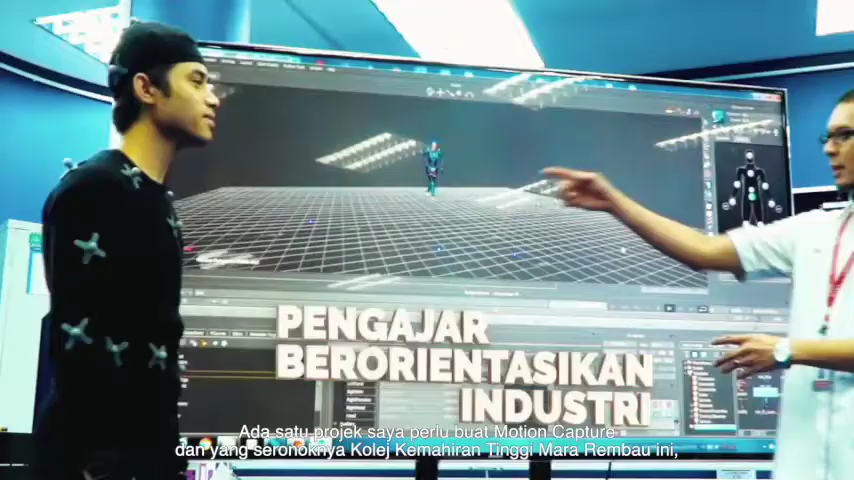 PENGAJAR
BERORIENTASIKAN
INDUSTRI
Ada satu projek saya perlu buat Motion Capture
dan yang seronoknya Kolej Kemahiran Tinggi Mara Rembau ini,